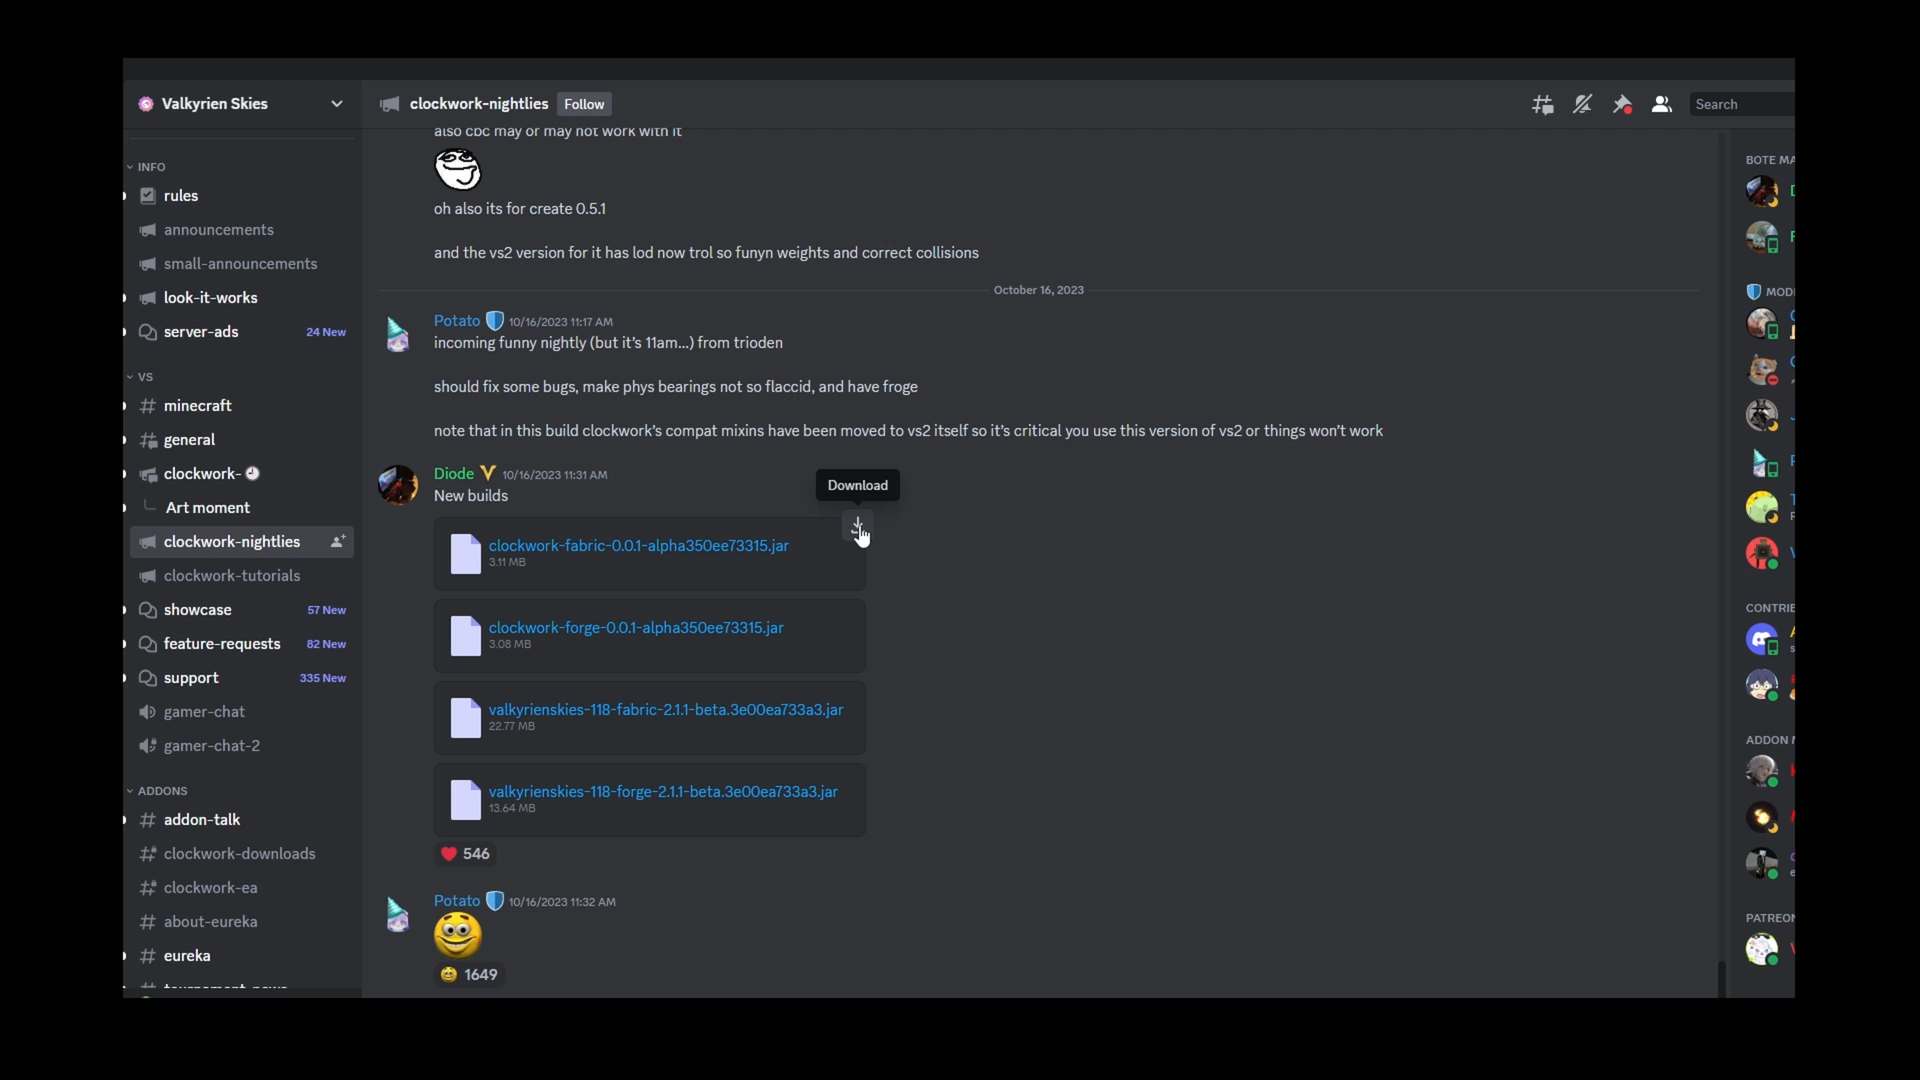 Valkyrien Skies
INFO
rules
announcements
small-announcements
look-it-works
server-ads 24 New
VS
minecraft
general
clockwork-🕘
Art moment
clockwork-nightlies
clockwork-tutorials
showcase 57 New
feature-requests 82 New
support 335 New
gamer-chat
gamer-chat-2
ADDONS
addon-talk
clockwork-downloads
clockwork-ea
about-eureka
eureka
clockwork-nightlies Follow
Search
also cbc may or may not work with it
oh also its for create 0.5.1
and the vs2 version for it has lod now trol so funyn weights and correct collisions
October 16, 2023
Potato 10/16/2023 11:17 AM
incoming funny nightly (but it's 11am...) from trioden
should fix some bugs, make phys bearings not so flaccid, and have froge
note that in this build clockwork's compat mixins have been moved to vs2 itself so it's critical you use this version of vs2 or things won't work
Diode 10/16/2023 11:31 AM
New builds
Download
clockwork-fabric-0.0.1-alpha350ee73315.jar
3.11 MB
clockwork-forge-0.0.1-alpha350ee73315.jar
3.08 MB
valkyrienskies-118-fabric-2.1.1-beta.3e00ea733a3.jar
22.77 MB
valkyrienskies-118-forge-2.1.1-beta.3e00ea733a3.jar
13.64 MB
546
Potato 10/16/2023 11:32 AM
1649
BOTE MA
MODE
CONTRIE
ADDON
PATREON